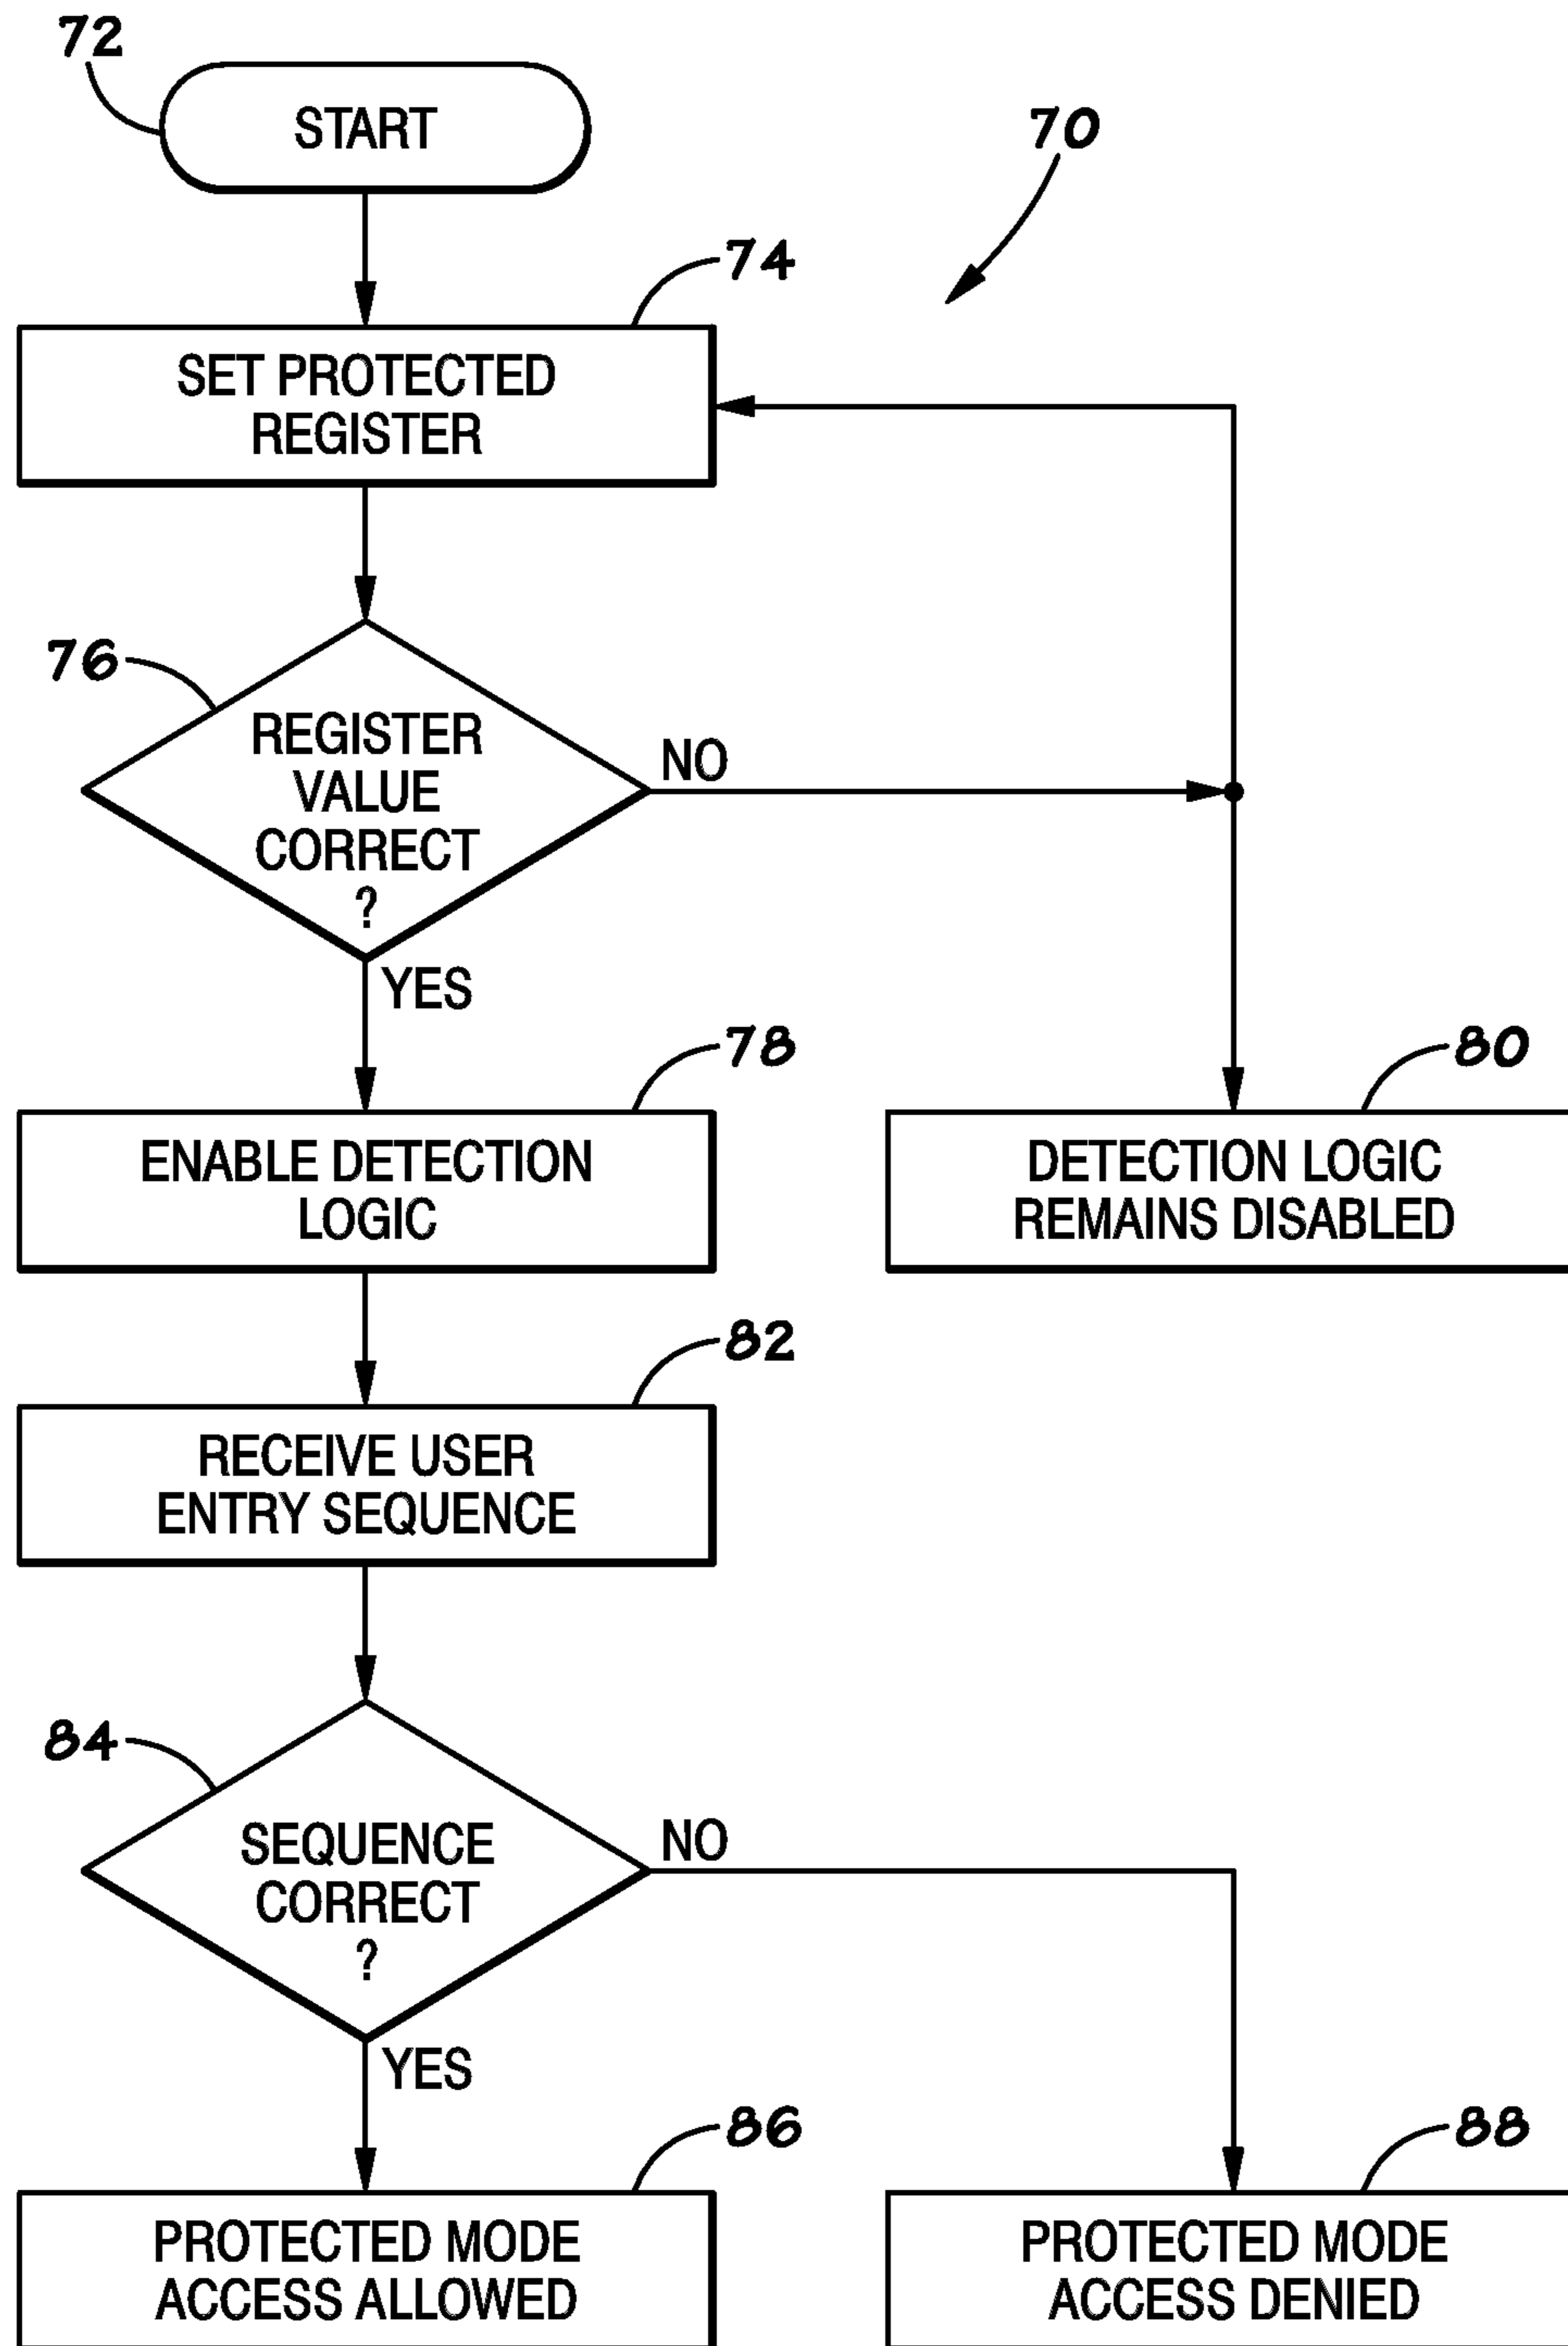 72
START
70
74
SET PROTECTED
REGISTER
76
REGISTER
VALUE
CORRECT
?
NO
YES
78
ENABLE DETECTION
LOGIC
80
DETECTION LOGIC
REMAINS DISABLED
82
RECEIVE USER
ENTRY SEQUENCE
84
SEQUENCE
CORRECT
?
NO
YES
86
PROTECTED MODE
ACCESS ALLOWED
88
PROTECTED MODE
ACCESS DENIED